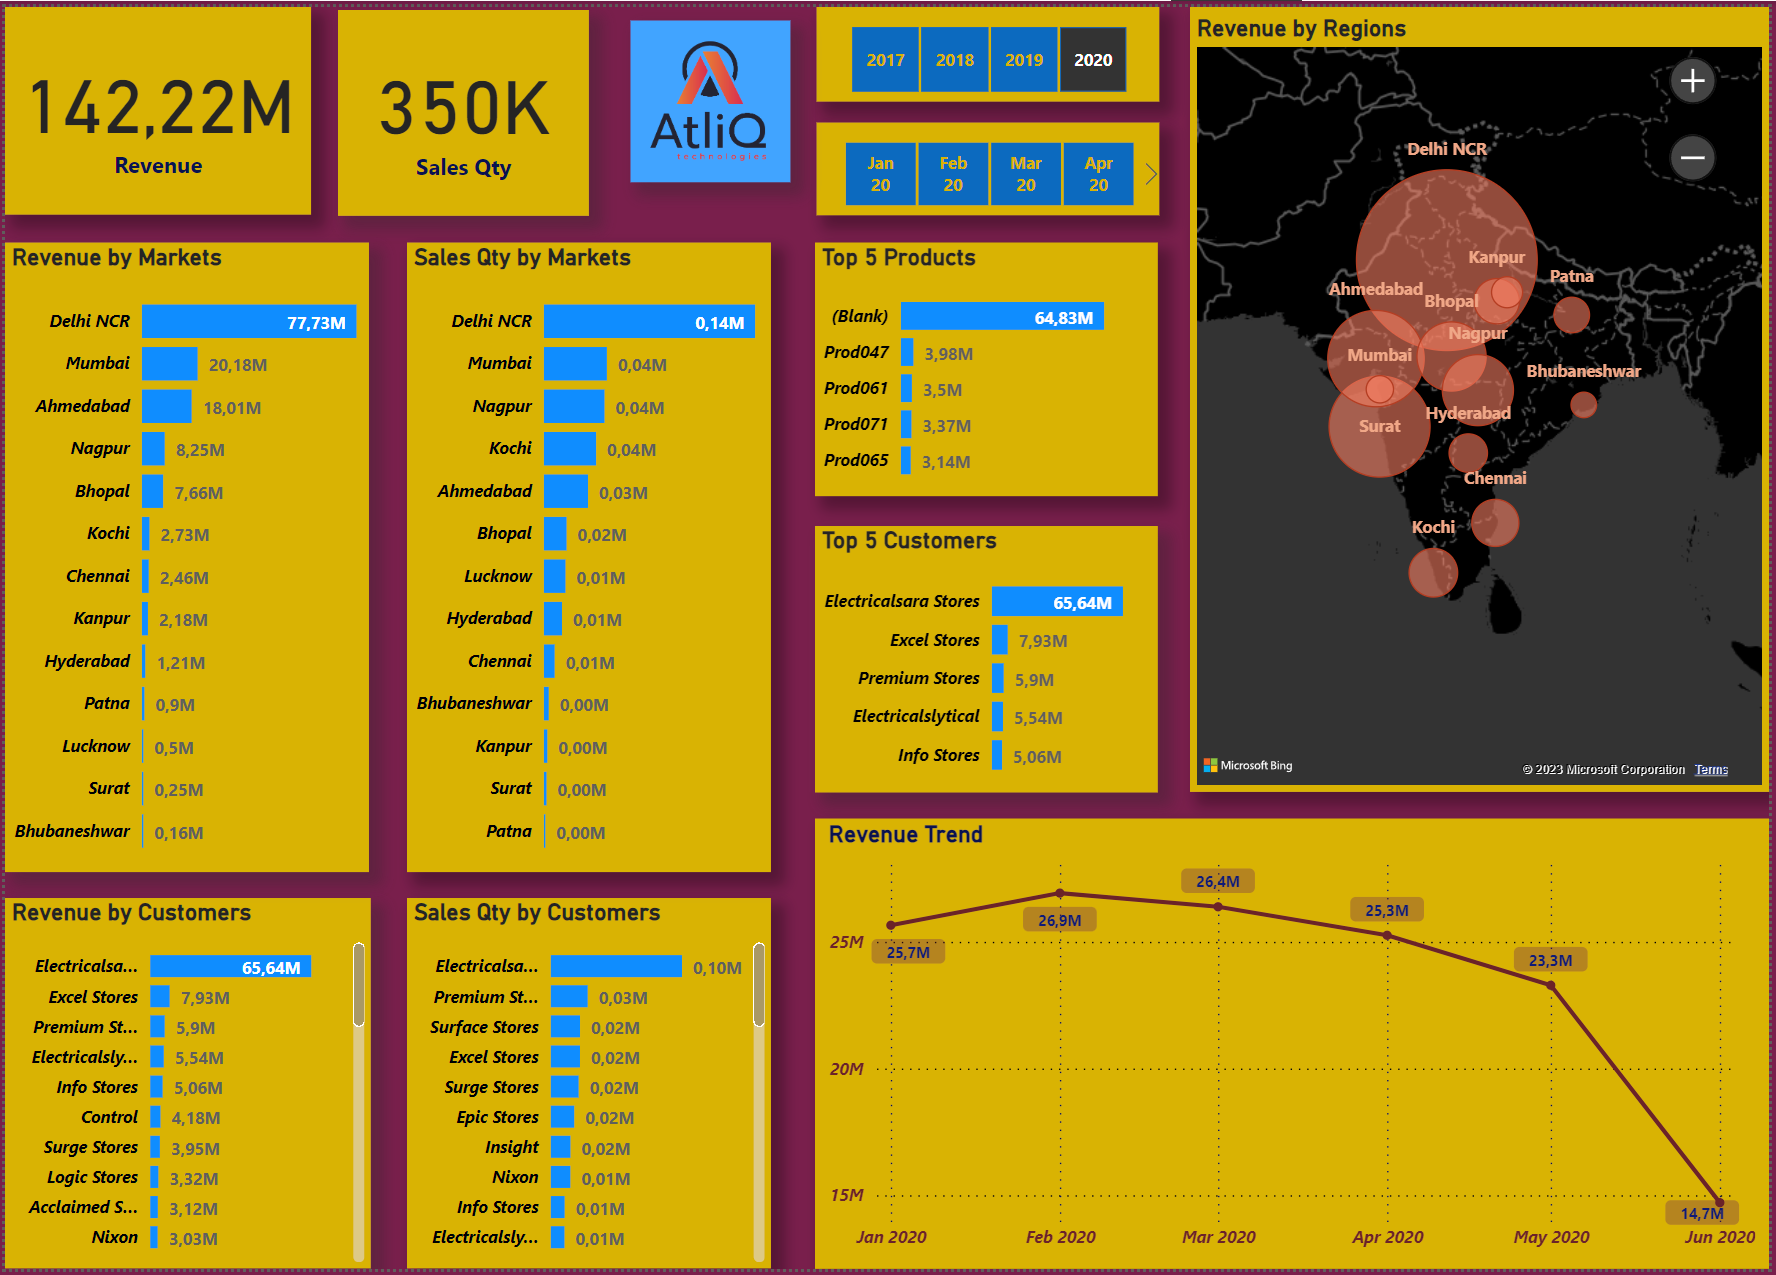 142,22M
Revenue
350K
Sales Qty
AtliQ
technologies
2017
2018
2019
2020
Jan 20
Feb 20
Mar 20
Apr 20
Revenue by Regions
Delhi NCR
Kanpur
Patna
Ahmedabad
Bhopal
Nagpur
Mumbai
Bhubaneshwar
Hyderabad
Surat
Chennai
Kochi
Microsoft Bing
© 2023 Microsoft Corporation Terms
Revenue by Markets
Delhi NCR 77,73M
Mumbai 20,18M
Ahmedabad 18,01M
Nagpur 8,25M
Bhopal 7,66M
Kochi 2,73M
Chennai 2,46M
Kanpur 2,18M
Hyderabad 1,21M
Patna 0,9M
Lucknow 0,5M
Surat 0,25M
Bhubaneshwar 0,16M
Sales Qty by Markets
Delhi NCR 0,14M
Mumbai 0,04M
Nagpur 0,04M
Kochi 0,04M
Ahmedabad 0,03M
Bhopal 0,02M
Lucknow 0,01M
Hyderabad 0,01M
Chennai 0,01M
Bhubaneshwar 0,00M
Kanpur 0,00M
Surat 0,00M
Patna 0,00M
Top 5 Products
(Blank) 64,83M
Prod047 3,98M
Prod061 3,5M
Prod071 3,37M
Prod065 3,14M
Top 5 Customers
Electricalsara Stores 65,64M
Excel Stores 7,93M
Premium Stores 5,9M
Electricalslytical 5,54M
Info Stores 5,06M
Revenue by Customers
Electricalsa... 65,64M
Excel Stores 7,93M
Premium St... 5,9M
Electricalsly... 5,54M
Info Stores 5,06M
Control 4,18M
Surge Stores 3,95M
Logic Stores 3,32M
Acclaimed S... 3,12M
Nixon 3,03M
Sales Qty by Customers
Electricalsa... 0,10M
Premium St... 0,03M
Surface Stores 0,02M
Excel Stores 0,02M
Surge Stores 0,02M
Epic Stores 0,02M
Insight 0,02M
Nixon 0,01M
Info Stores 0,01M
Electricalsly... 0,01M
Revenue Trend
25M
20M
15M
25,7M
26,9M
26,4M
25,3M
23,3M
14,7M
Jan 2020
Feb 2020
Mar 2020
Apr 2020
May 2020
Jun 2020